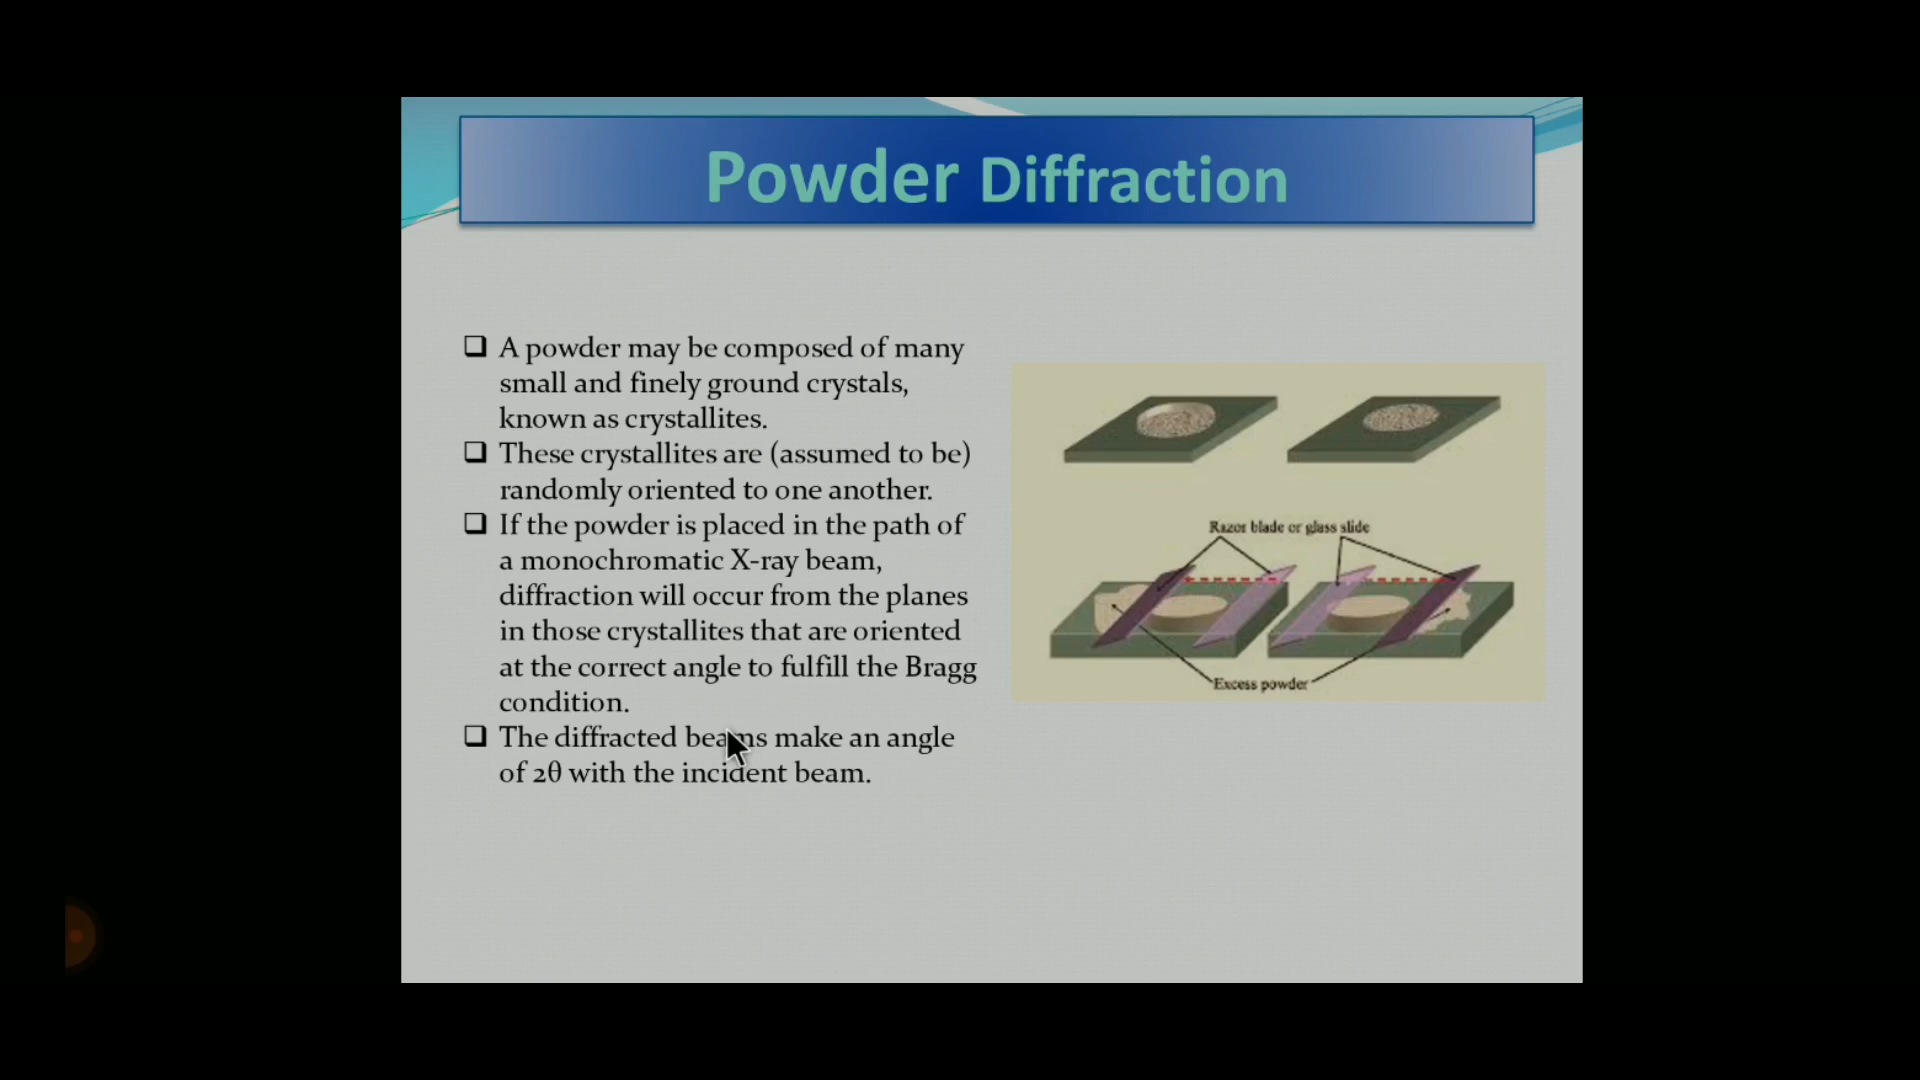 Powder Diffraction
❑ A powder may be composed of many
small and finely ground crystals,
known as crystallites.
❑ These crystallites are (assumed to be)
randomly oriented to one another.
❑ If the powder is placed in the path of
a monochromatic X-ray beam,
diffraction will occur from the planes
in those crystallites that are oriented
at the correct angle to fulfill the Bragg
condition.
❑ The diffracted beams make an angle
of 2θ with the incident beam.
Razor blade or glass slide
Excess powder